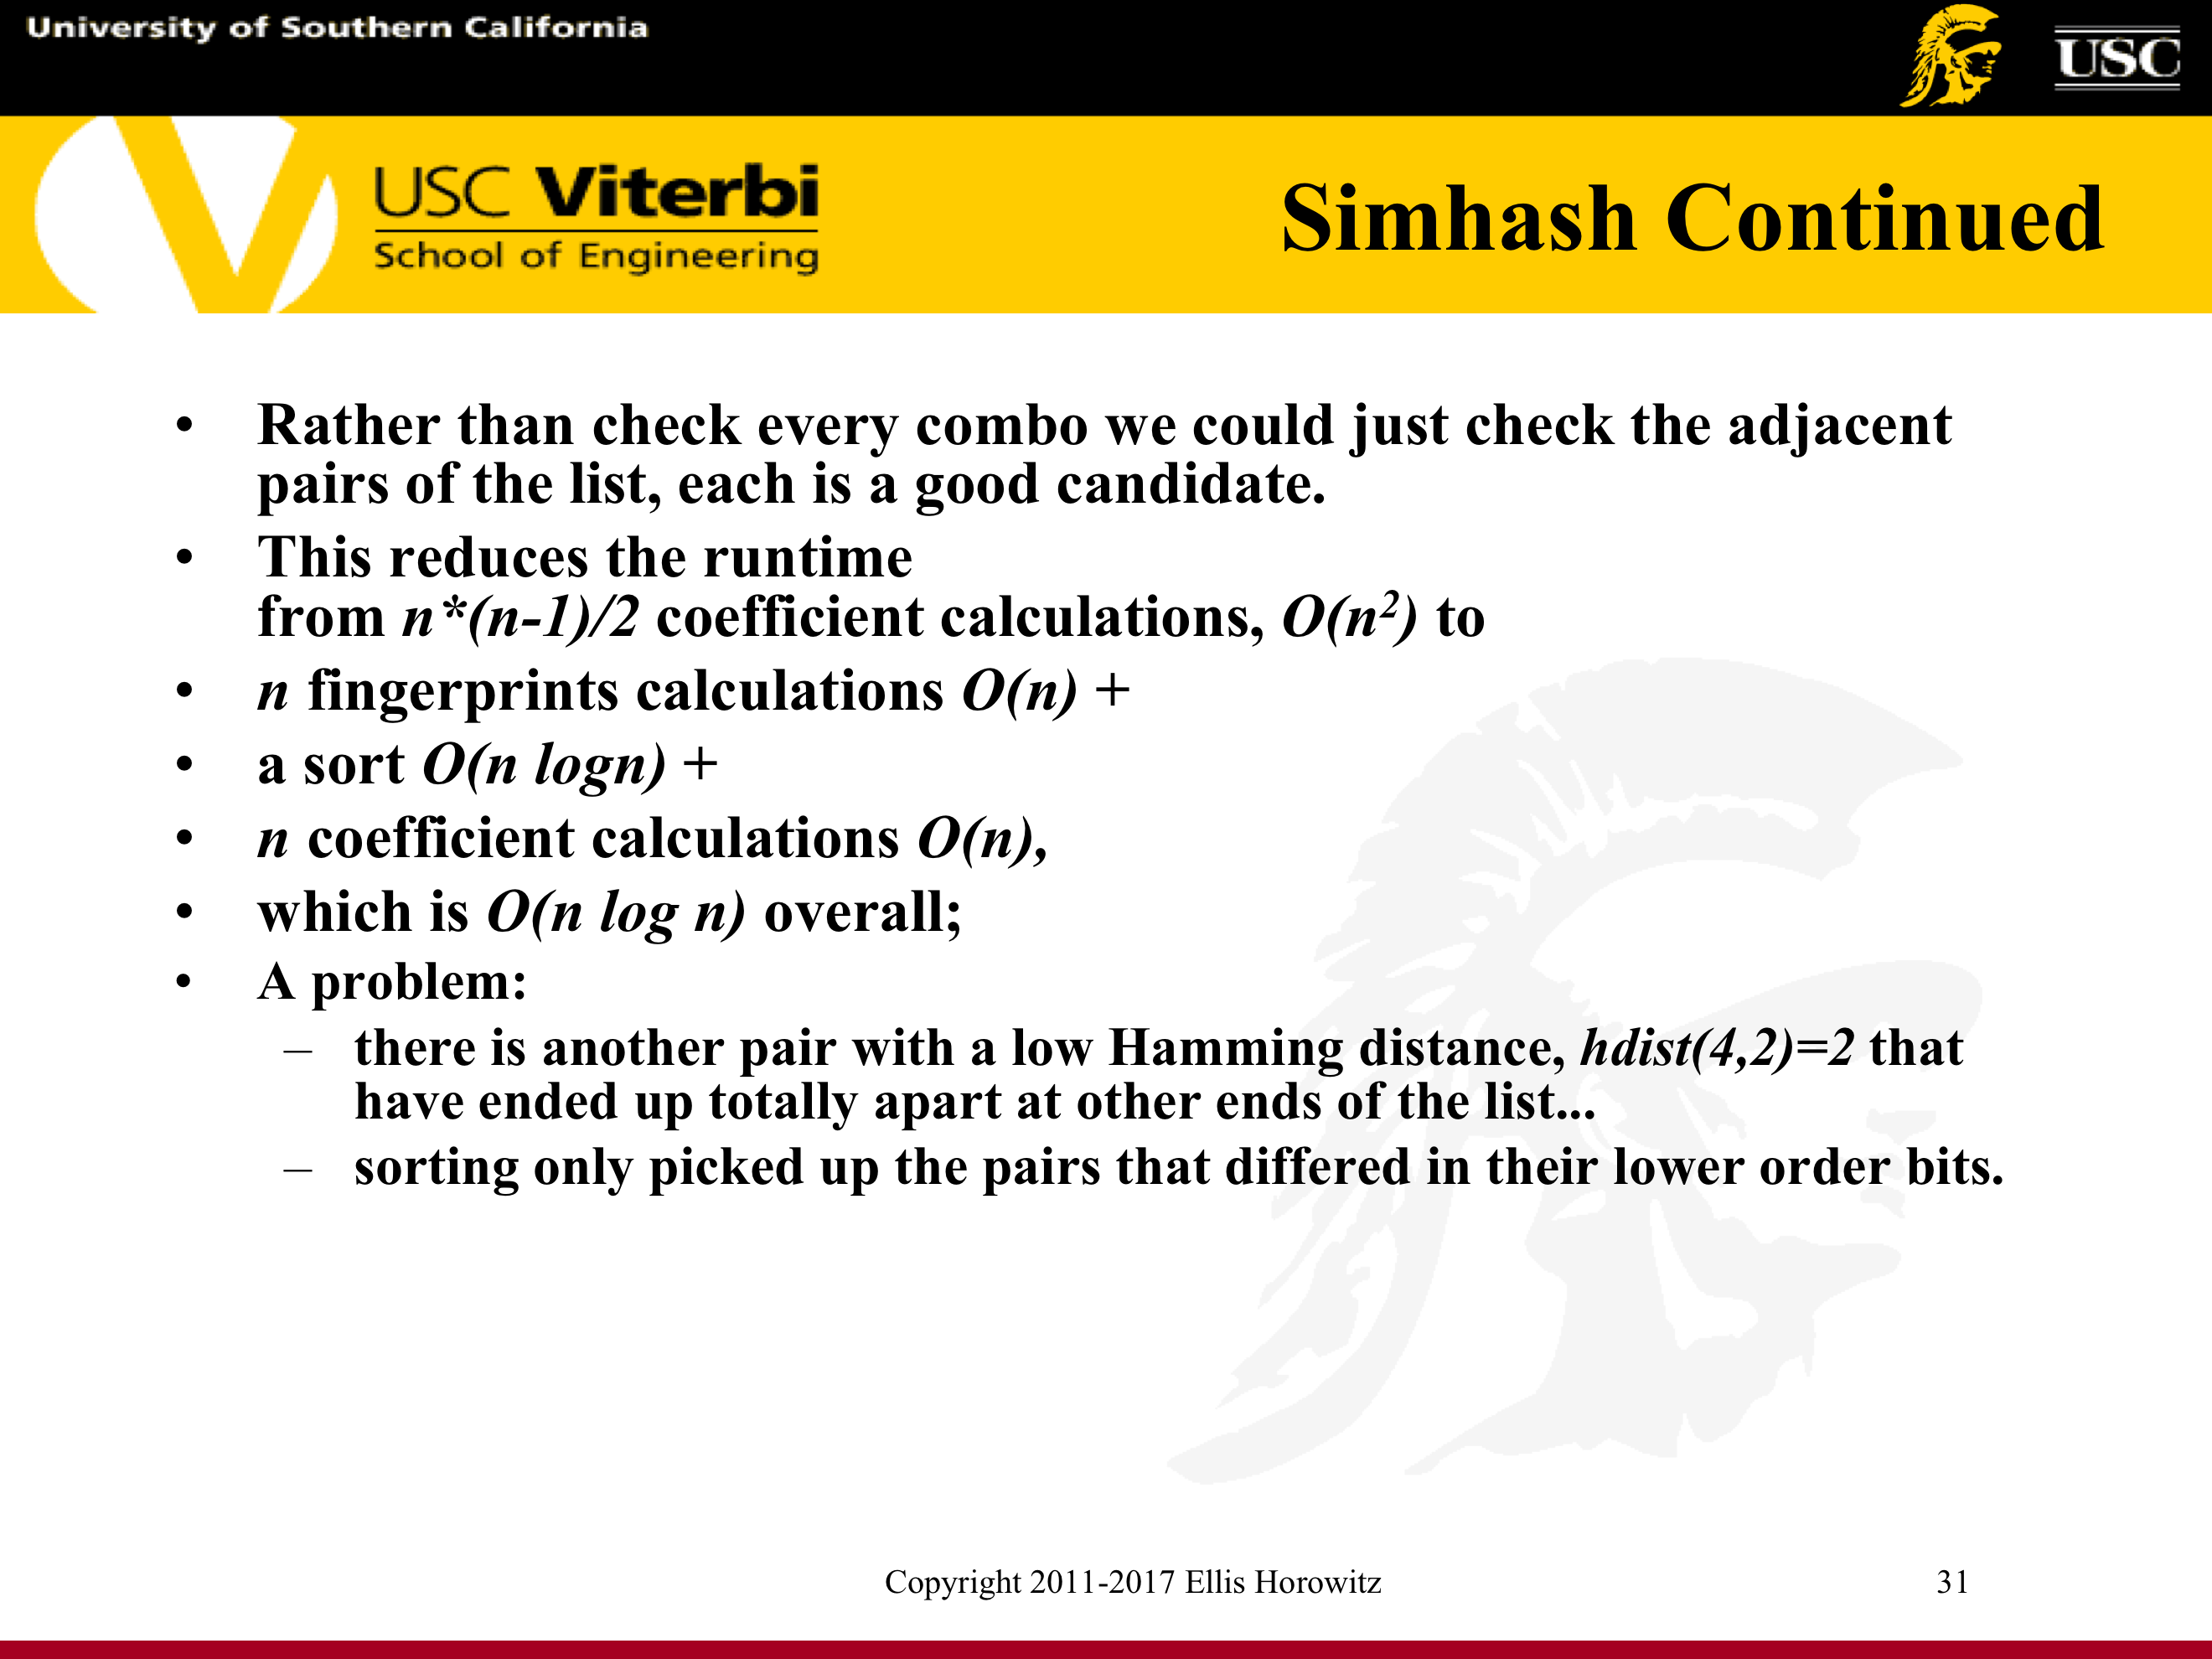 University of Southern California
USC
USC Viterbi
School of Engineering
Simhash Continued
• Rather than check every combo we could just check the adjacent
pairs of the list, each is a good candidate.
• This reduces the runtime
from n*(n-1)/2 coefficient calculations, O(n²) to
• n fingerprints calculations O(n) +
• a sort O(n logn) +
• n coefficient calculations O(n),
• which is O(n log n) overall;
• A problem:
– there is another pair with a low Hamming distance, hdist(4,2)=2 that
have ended up totally apart at other ends of the list...
– sorting only picked up the pairs that differed in their lower order bits.
Copyright 2011-2017 Ellis Horowitz
31